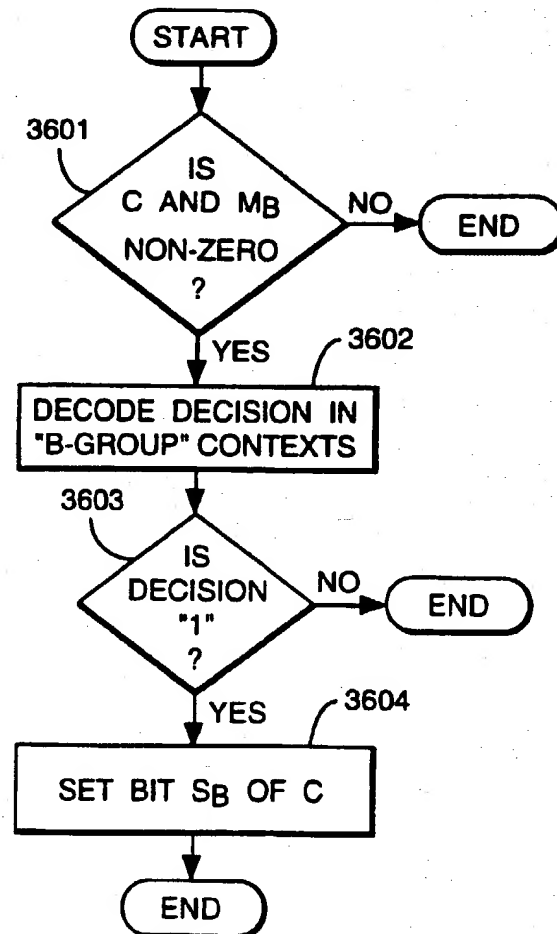 START
3601
IS
C AND MB
NON-ZERO
?
NO
END
YES
3602
DECODE DECISION IN
"B-GROUP" CONTEXTS
3603
IS
DECISION
"1"
?
NO
END
YES
3604
SET BIT SB OF C
END